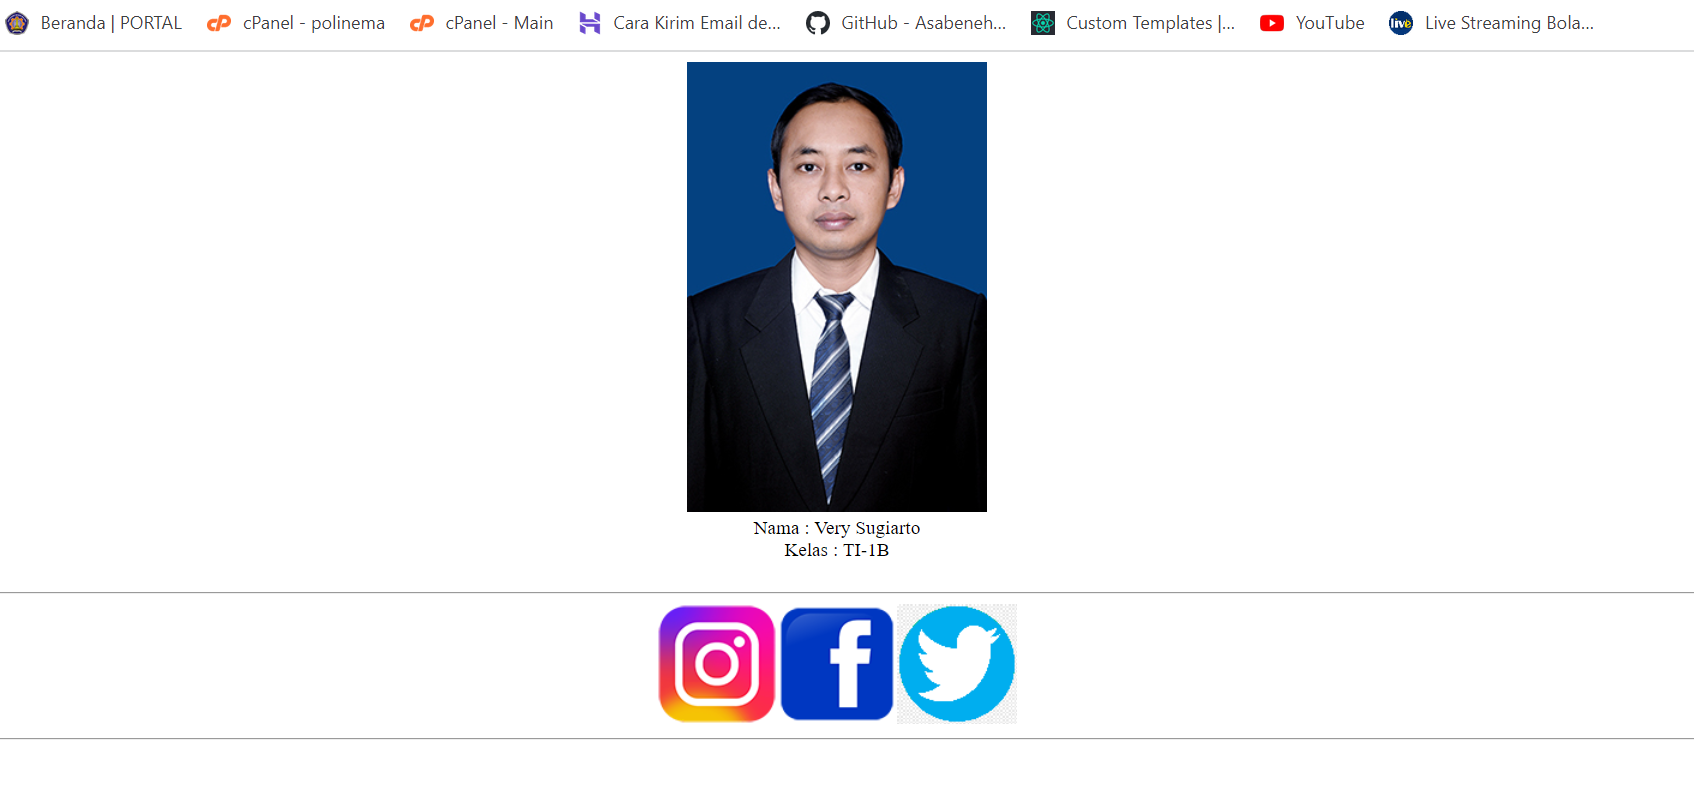 Beranda | PORTAL cPanel - polinema cPanel - Main Cara Kirim Email de... GitHub - Asabeneh... Custom Templates |... YouTube Live Streaming Bola...
Nama : Very Sugiarto
Kelas : TI-1B